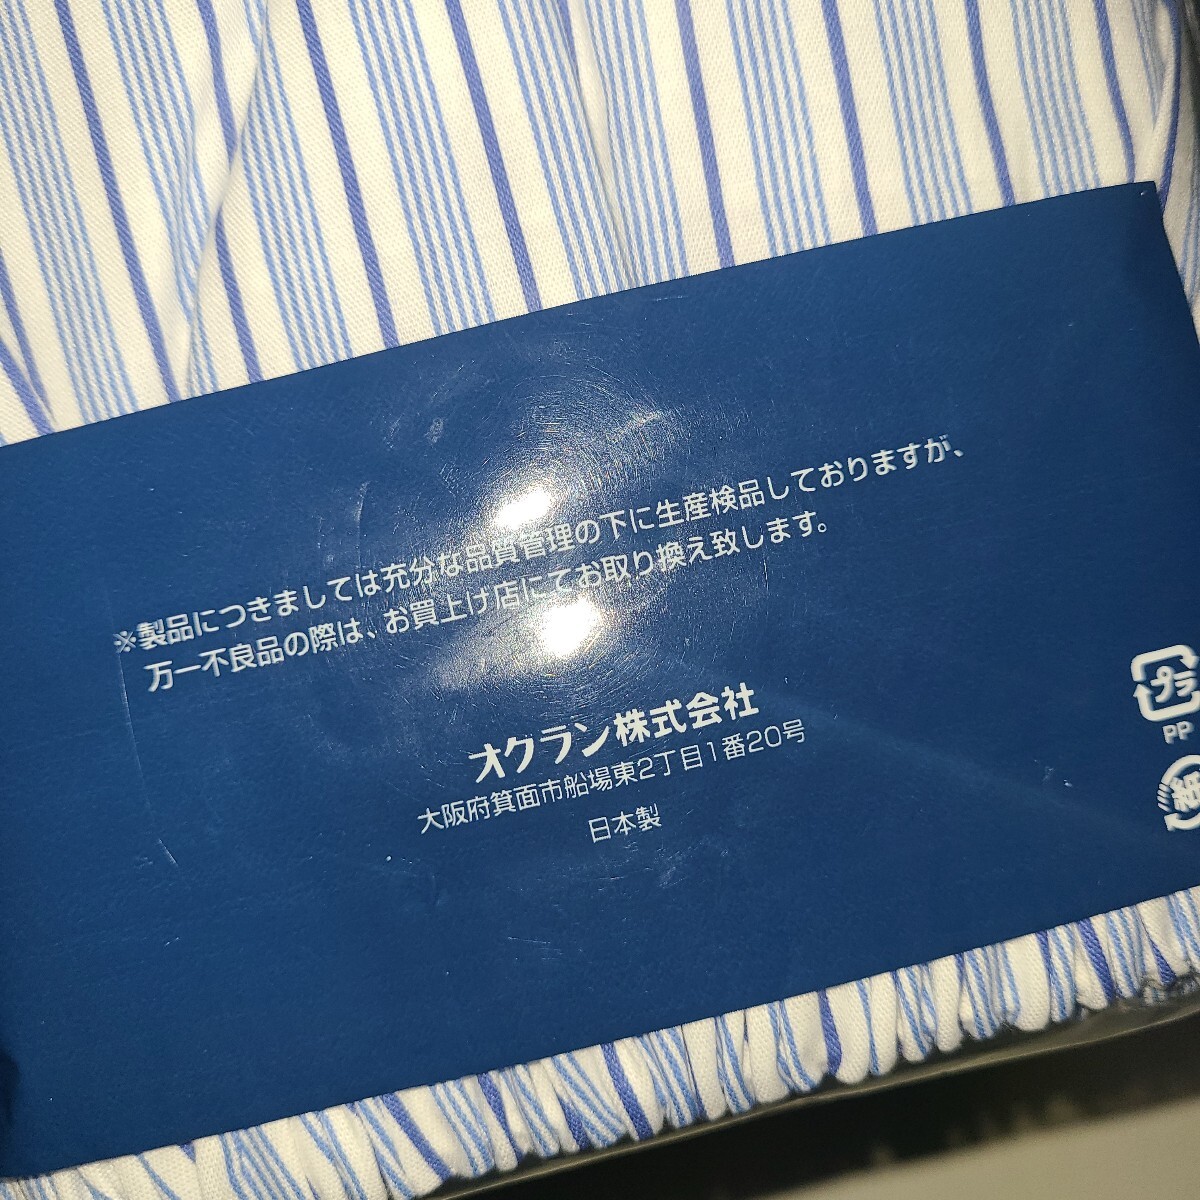 ※製品につきましては充分な品質管理の下に生産検品しておりますが、
万一不良品の際は、お買上げ店にてお取り換え致します。
オクラン株式会社
大阪府箕面市船場東2丁目1番20号
日本製
プラ
PP
紙